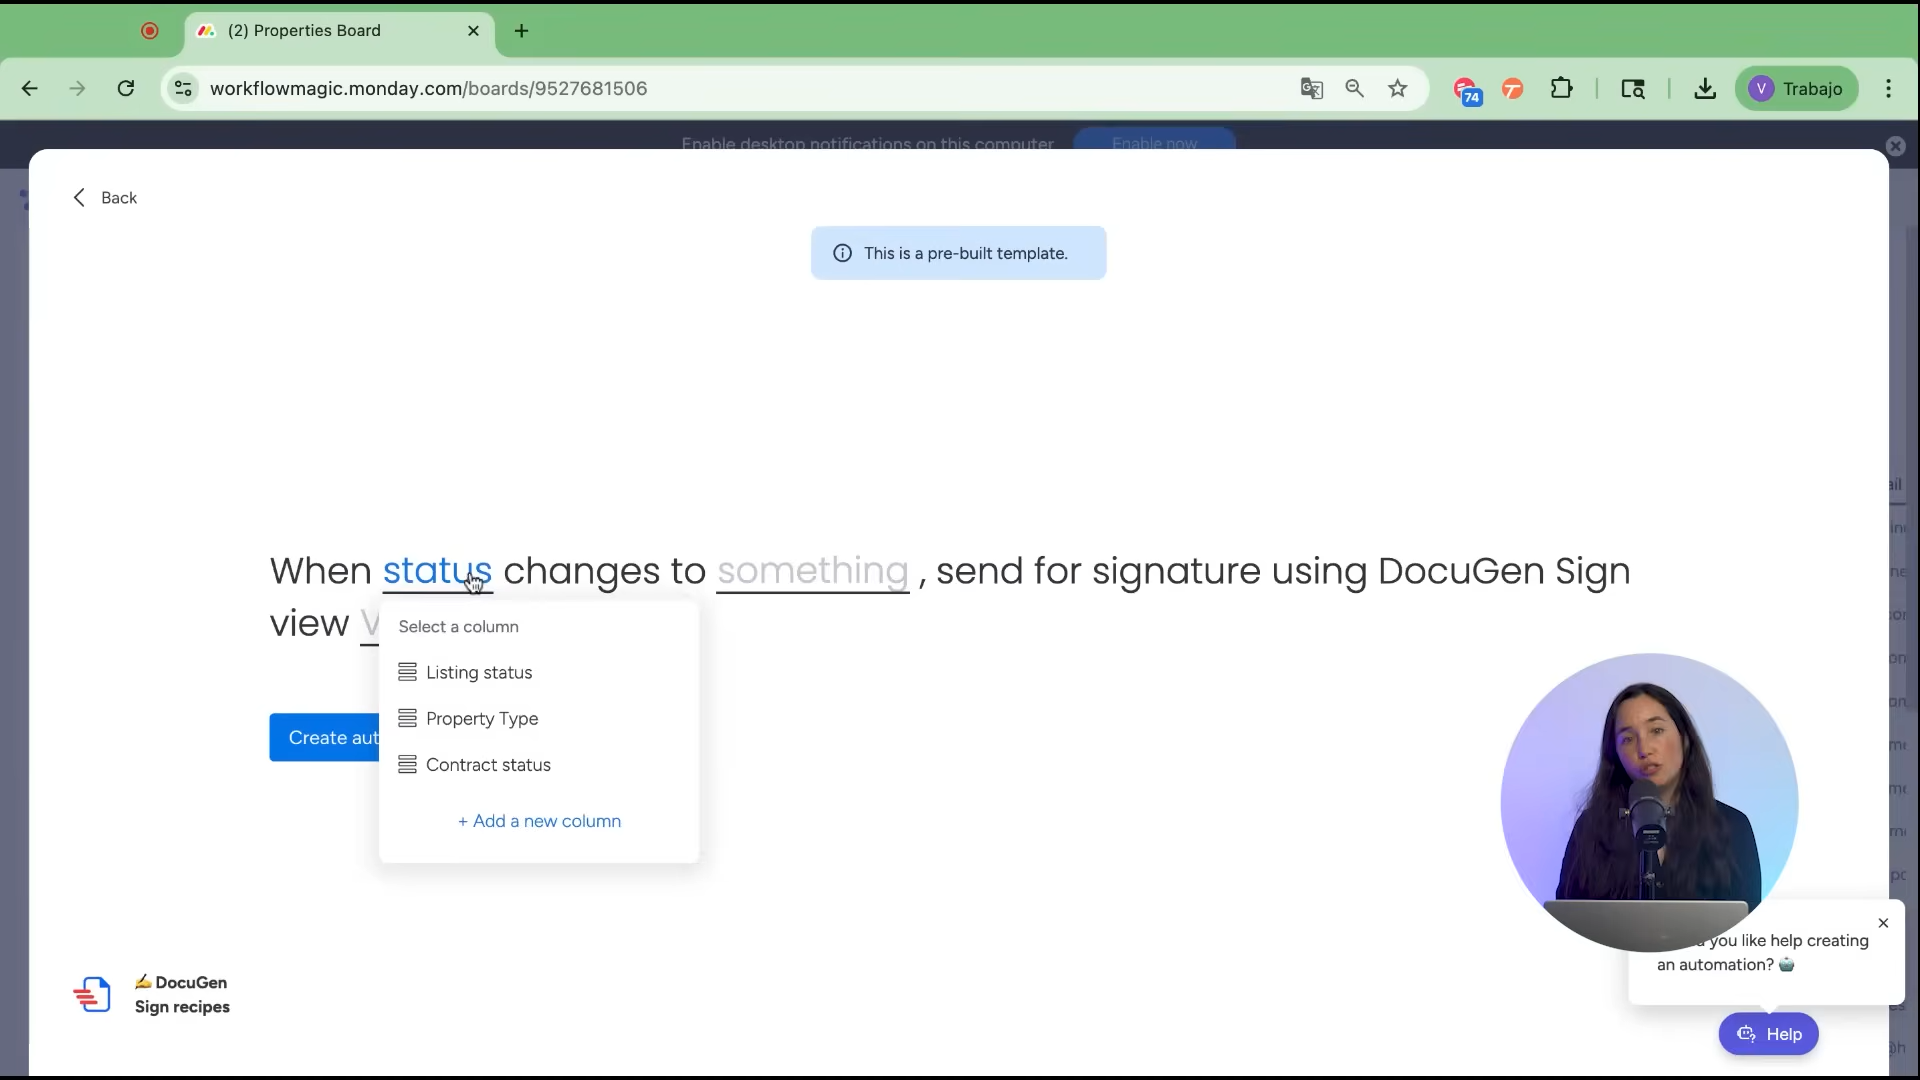 (2) Properties Board
workflowmagic.monday.com/boards/9527681506
74
V
Trabajo
Enable desktop notifications on this computer
Enable now
Back
This is a pre-built template.
When status changes to something , send for signature using DocuGen Sign
view V
Select a column
Listing status
Property Type
Contract status
+ Add a new column
Create aut
you like help creating
an automation?
✍️ DocuGen
Sign recipes
Help